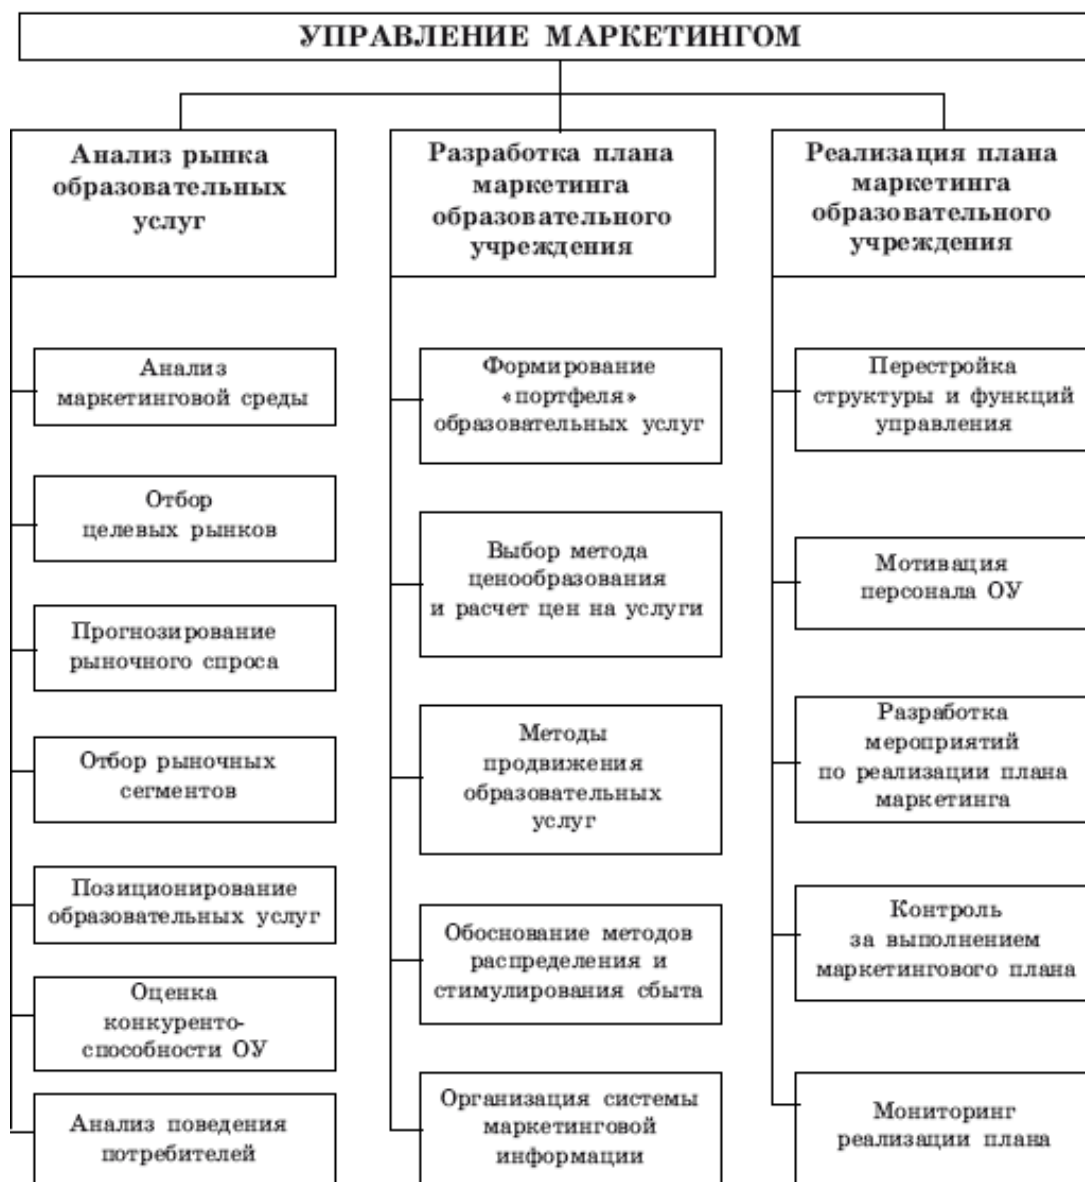 УПРАВЛЕНИЕ МАРКЕТИНГОМ
Анализ рынка
образовательных
услуг
Анализ
маркетинговой среды
Отбор
целевых рынков
Прогнозирование
рыночного спроса
Отбор рыночных
сегментов
Позиционирование
образовательных услуг
Оценка
конкуренто-
способности ОУ
Анализ поведения
потребителей
Разработка плана
маркетинга
образовательного
учреждения
Формирование
«портфеля»
образовательных услуг
Выбор метода
ценообразования
и расчет цен на услуги
Методы
продвижения
образовательных
услуг
Обоснование методов
распределения и
стимулирования сбыта
Организация системы
маркетинговой
информации
Реализация плана
маркетинга
образовательного
учреждения
Перестройка
структуры и функций
управления
Мотивация
персонала ОУ
Разработка
мероприятий
по реализации плана
маркетинга
Контроль
за выполнением
маркетингового плана
Мониторинг
реализации плана